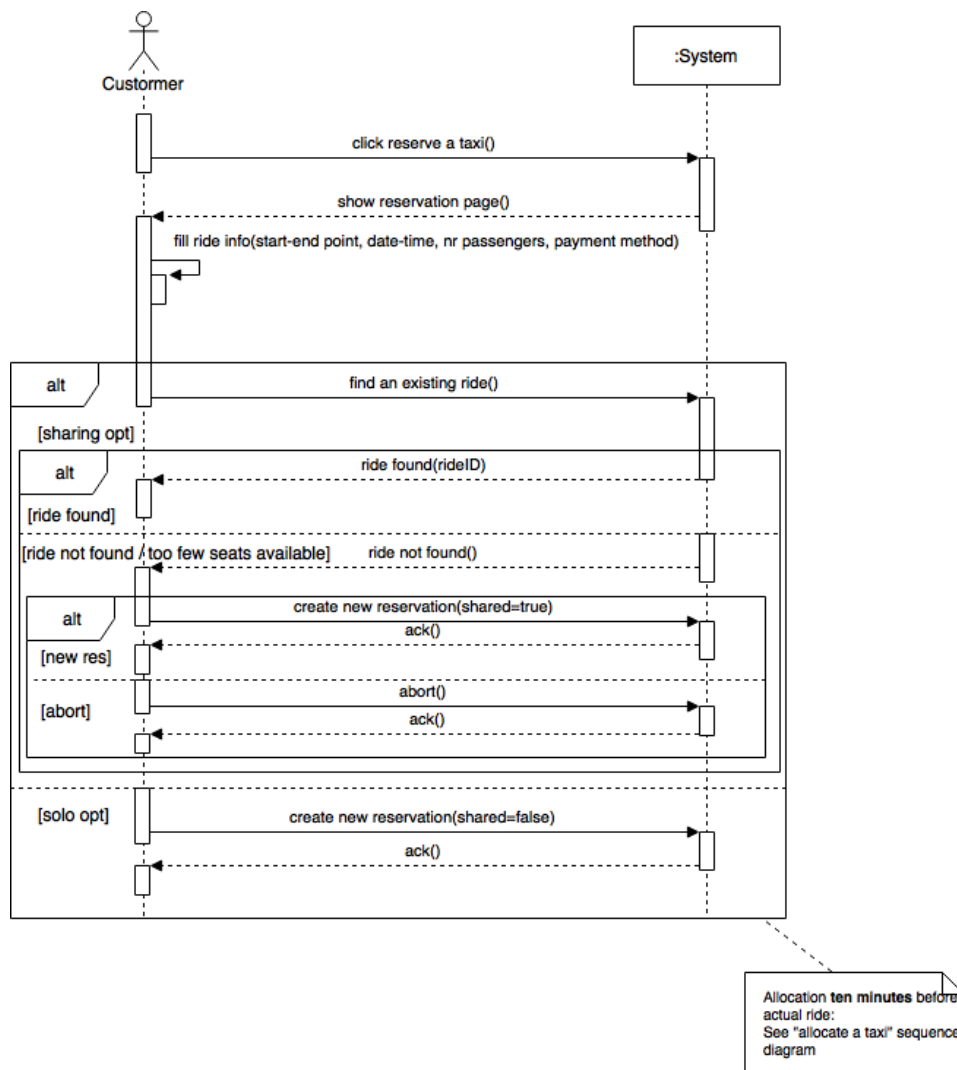 Custormer
:System
click reserve a taxi()
show reservation page()
fill ride info(start-end point, date-time, nr passengers, payment method)
alt
find an existing ride()
[sharing opt]
alt
ride found(rideID)
[ride found]
[ride not found / too few seats available]
ride not found()
alt
create new reservation(shared=true)
ack()
[new res]
abort()
[abort]
ack()
[solo opt]
create new reservation(shared=false)
ack()
Allocation ten minutes before
actual ride:
See "allocate a taxi" sequence
diagram